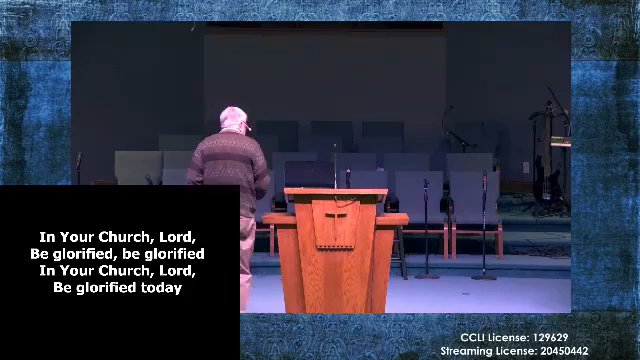 In Your Church, Lord,
Be glorified, be glorified
In Your Church, Lord,
Be glorified today
CCLI License: 129629
Streaming License: 20450442